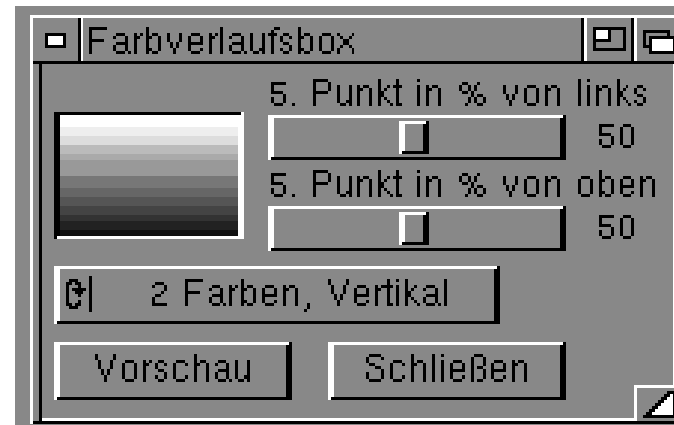 Farbverlaufsbox
5. Punkt in % von links
50
5. Punkt in % von oben
50
2 Farben, Vertikal
Vorschau
Schließen